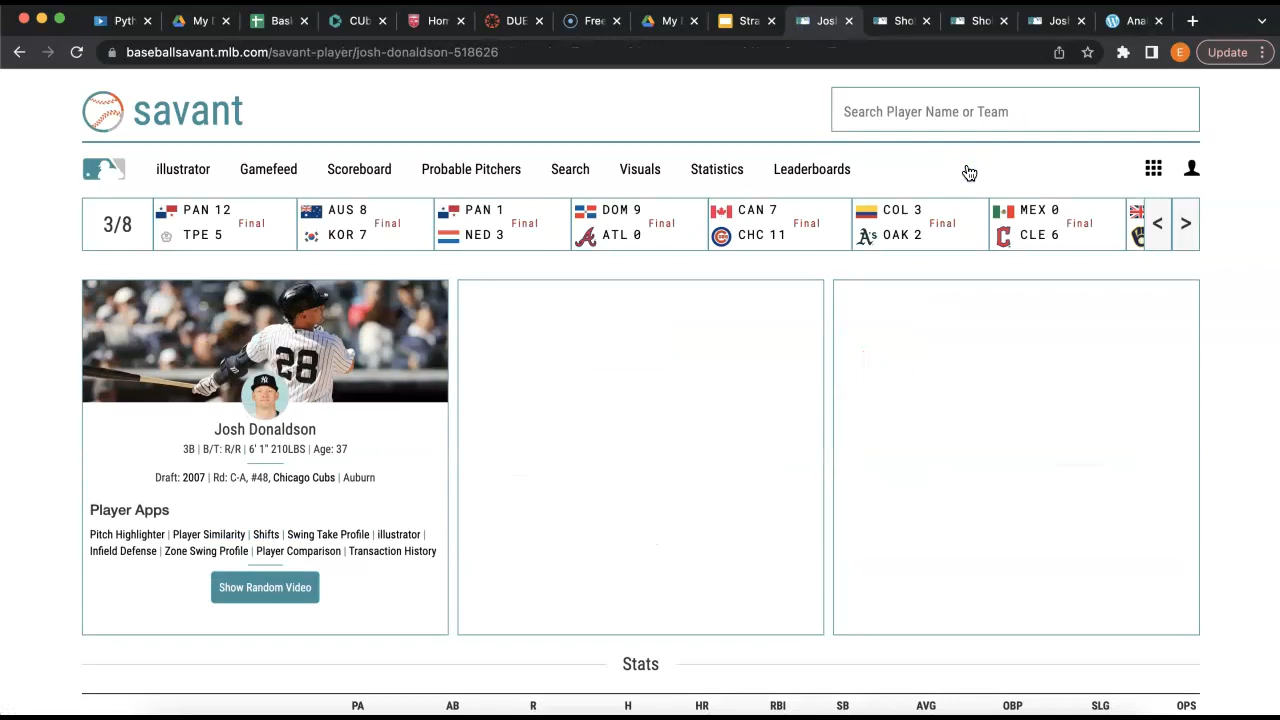 Pyth My I Bask CUb Hom DUE Free My I Stra Josl Sho Sho Josl Ana
baseballsavant.mlb.com/savant-player/josh-donaldson-518626 E Update
savant
Search Player Name or Team
illustrator Gamefeed Scoreboard Probable Pitchers Search Visuals Statistics Leaderboards
3/8
PAN 12 Final
TPE 5
AUS 8 Final
KOR 7
PAN 1 Final
NED 3
DOM 9 Final
ATL 0
CAN 7 Final
CHC 11
COL 3 Final
OAK 2
MEX 0 Final
CLE 6
< >
28
Josh Donaldson
3B | B/T: R/R | 6' 1" 210LBS | Age: 37
Draft: 2007 | Rd: C-A, #48, Chicago Cubs | Auburn
Player Apps
Pitch Highlighter | Player Similarity | Shifts | Swing Take Profile | illustrator |
Infield Defense | Zone Swing Profile | Player Comparison | Transaction History
Show Random Video
Stats
PA AB R H HR RBI SB AVG OBP SLG OPS